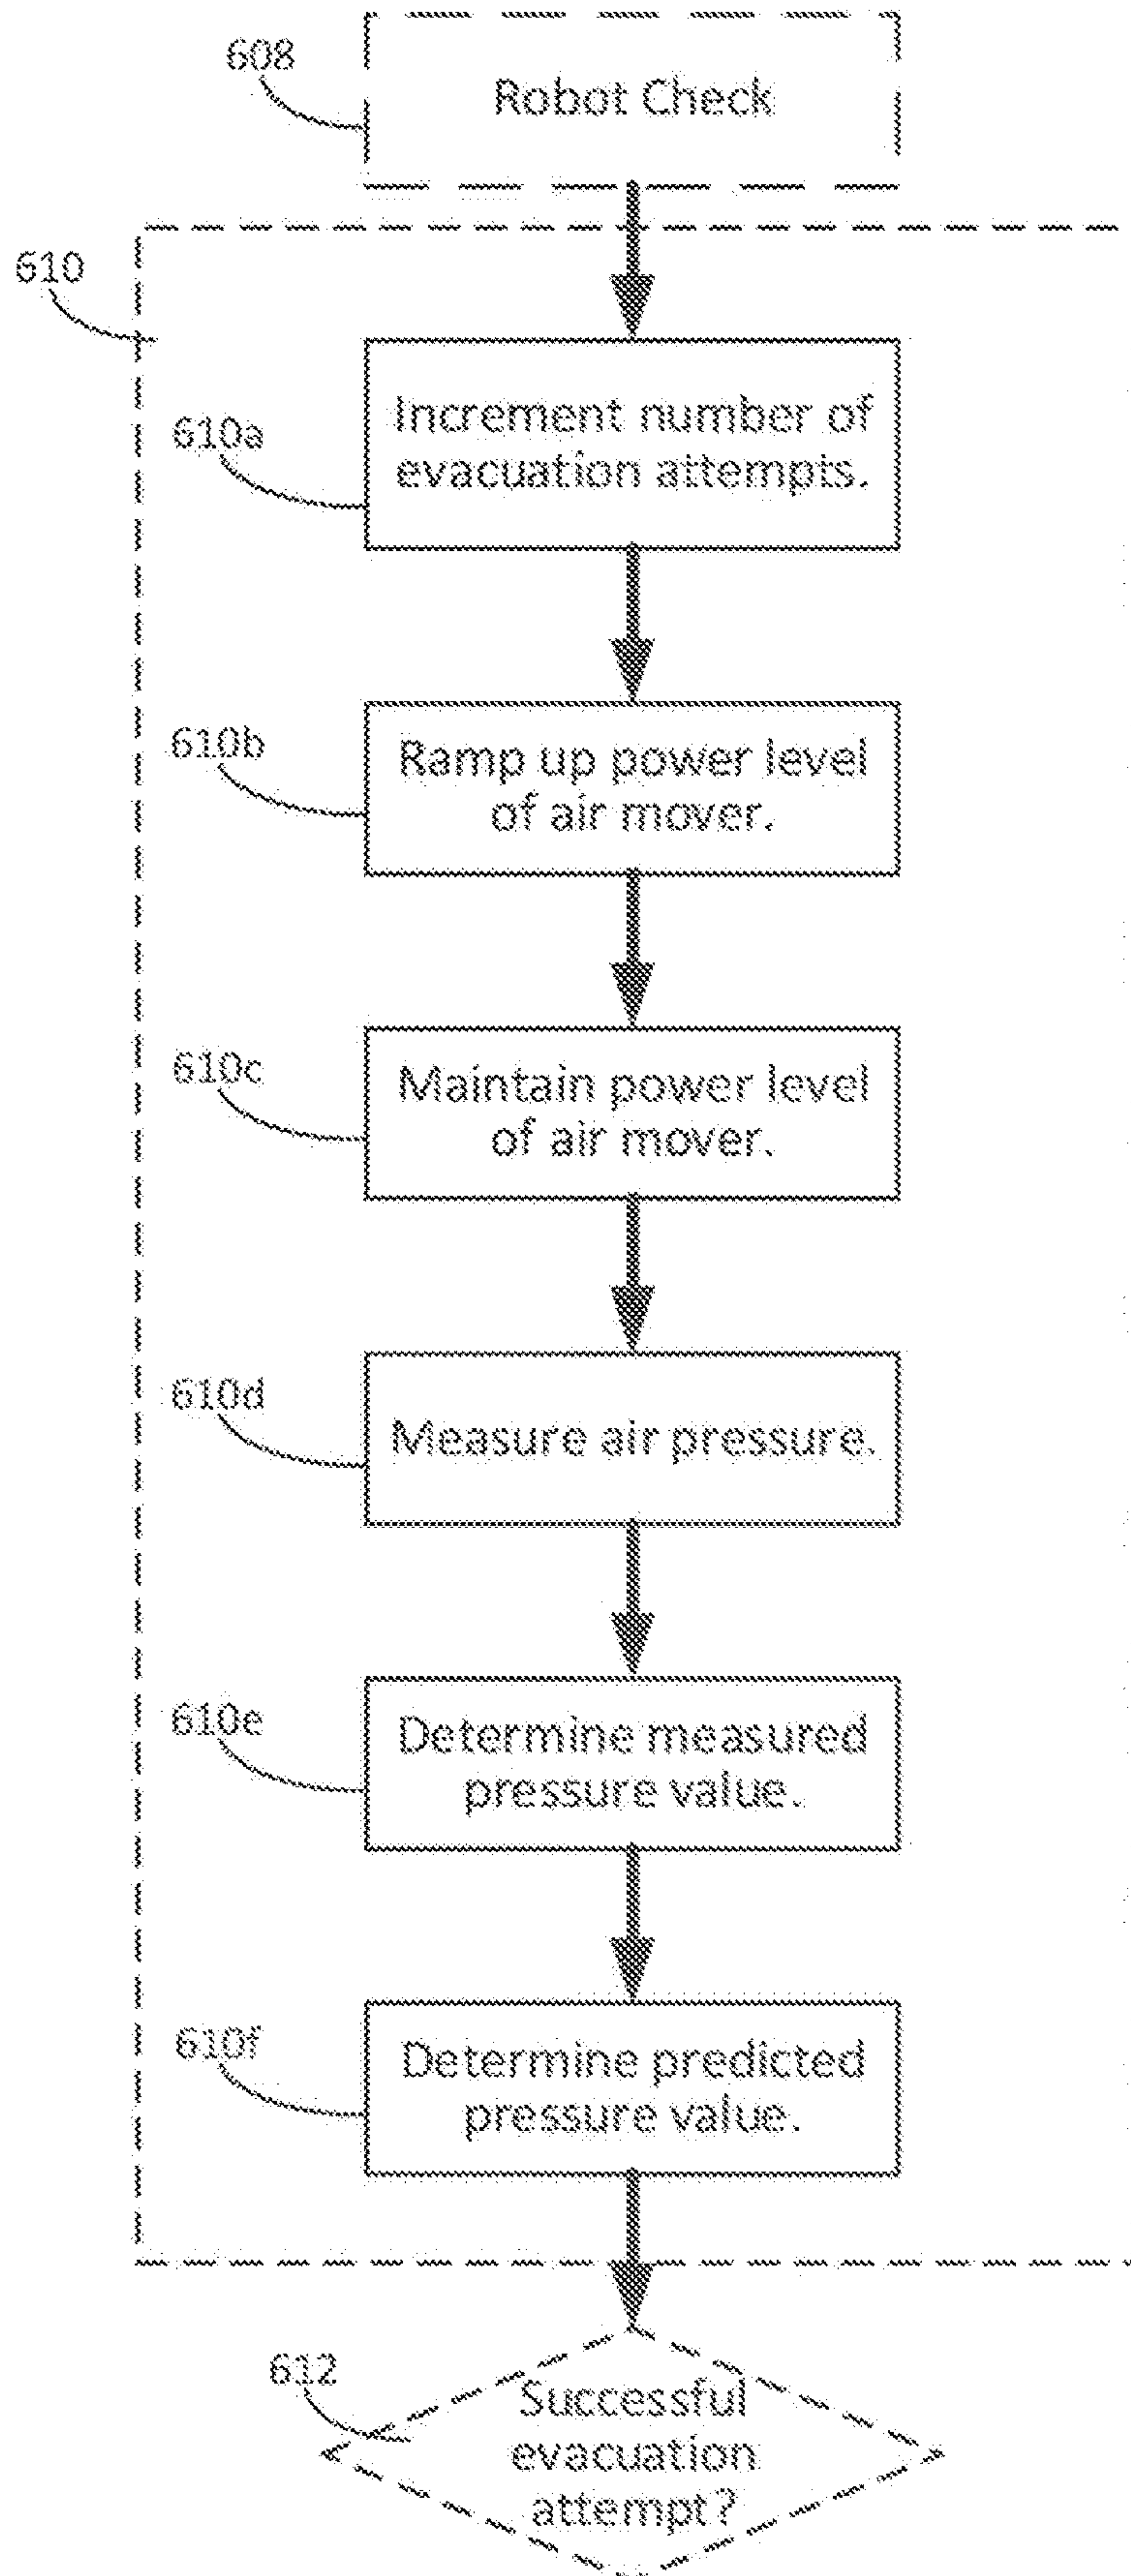 608
Robot Check
610
610a
Increment number of
evacuation attempts.
610b
Ramp up power level
of air mover.
610c
Maintain power level
of air mover.
610d
Measure air pressure.
610e
Determine measured
pressure value.
610f
Determine predicted
pressure value.
612
Successful
evacuation
attempt?